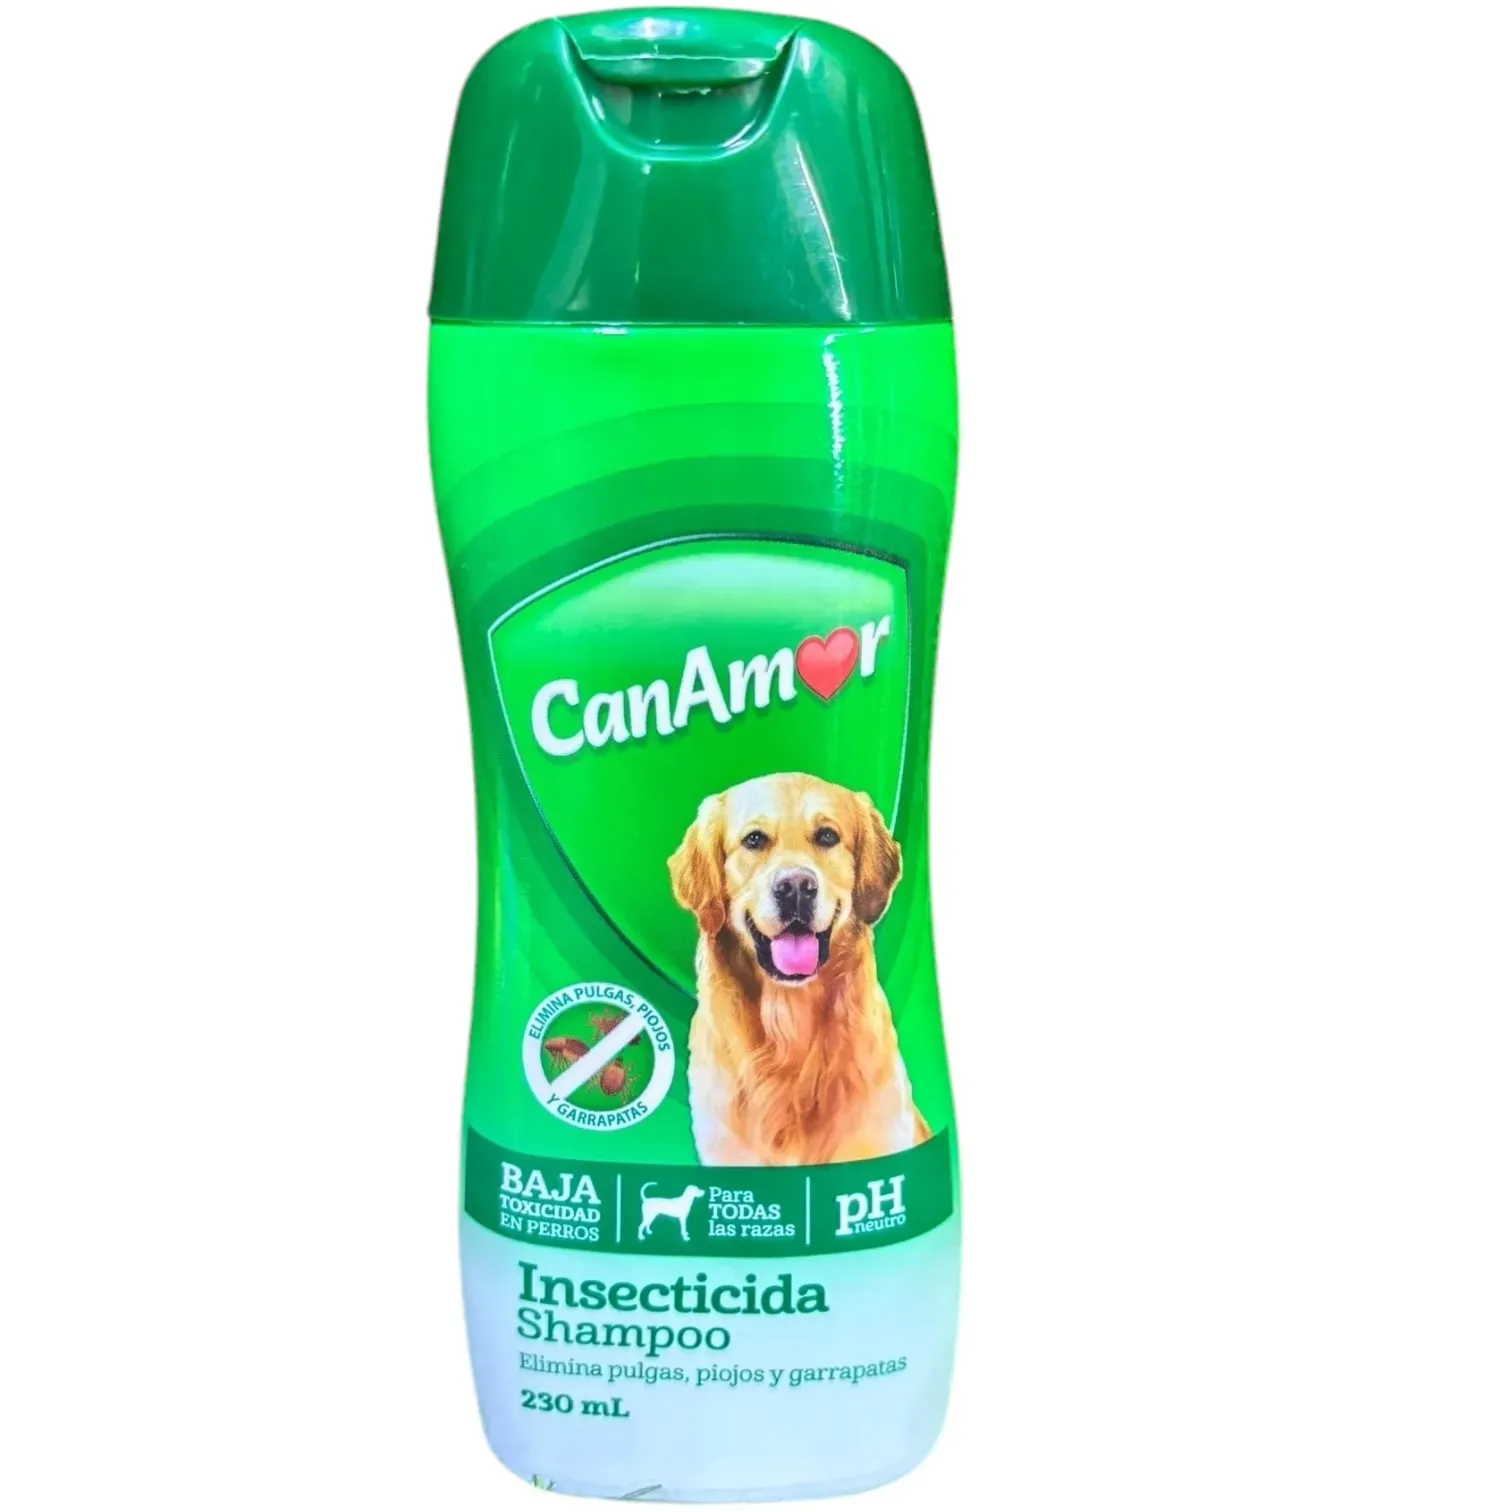 CanAmor
ELIMINA PULGAS, PIOJOS
Y GARRAPATAS
BAJA
TOXICIDAD
EN PERROS
Para
TODAS
las razas
pH
neutro
Insecticida
Shampoo
Elimina pulgas, piojos y garrapatas
230 mL